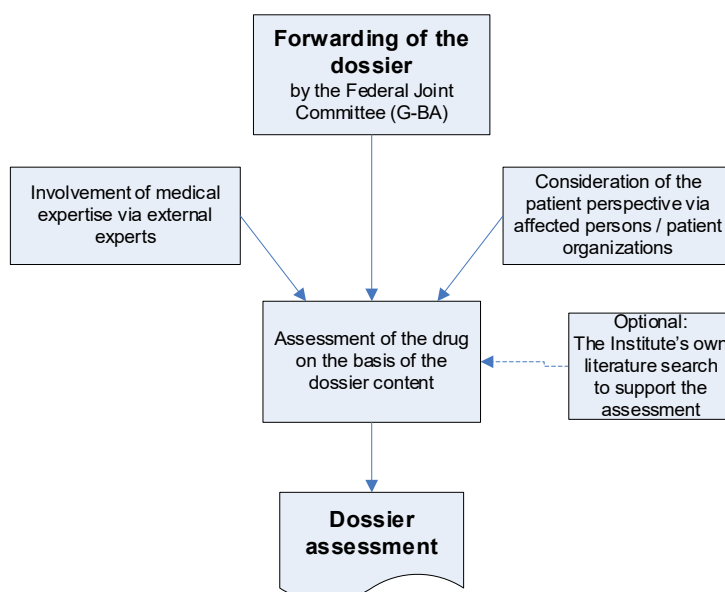 Forwarding of the
dossier
by the Federal Joint
Committee (G-BA)
Involvement of medical
expertise via external
experts
Consideration of the
patient perspective via
affected persons / patient
organizations
Assessment of the drug
on the basis of the
dossier content
Optional:
The Institute’s own
literature search
to support the
assessment
Dossier
assessment